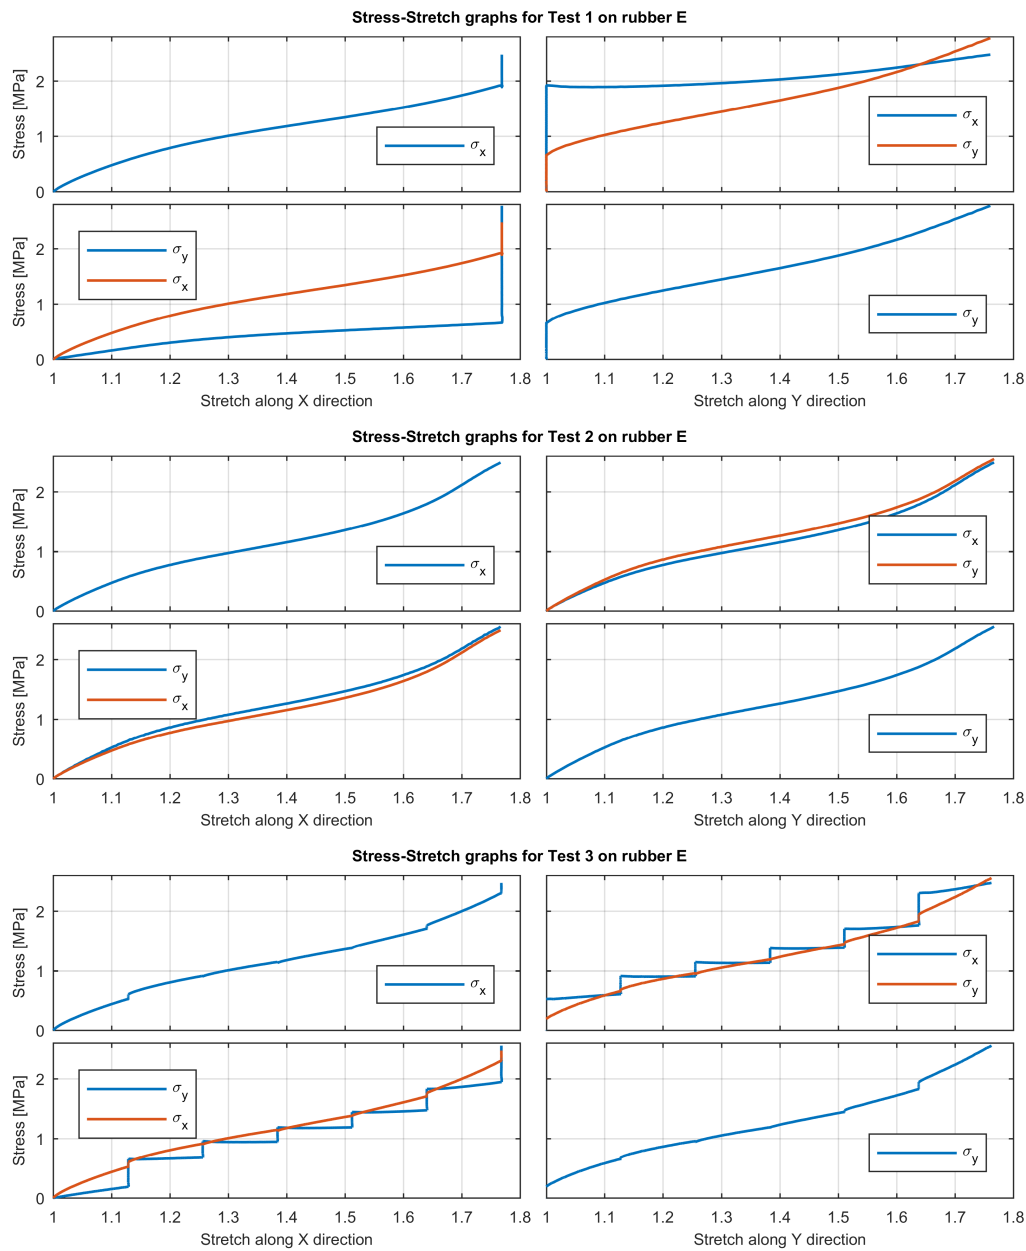 Stress-Stretch graphs for Test 1 on rubber E
Stress [MPa]
2
1
0
σx
σx
σy
Stress [MPa]
2
1
0
σy
σx
σy
1 1.1 1.2 1.3 1.4 1.5 1.6 1.7 1.8
1 1.1 1.2 1.3 1.4 1.5 1.6 1.7 1.8
Stretch along X direction
Stretch along Y direction
Stress-Stretch graphs for Test 2 on rubber E
Stress [MPa]
2
1
0
σx
σx
σy
Stress [MPa]
2
1
0
σy
σx
σy
1 1.1 1.2 1.3 1.4 1.5 1.6 1.7 1.8
1 1.1 1.2 1.3 1.4 1.5 1.6 1.7 1.8
Stretch along X direction
Stretch along Y direction
Stress-Stretch graphs for Test 3 on rubber E
Stress [MPa]
2
1
0
σx
σx
σy
Stress [MPa]
2
1
0
σy
σx
σy
1 1.1 1.2 1.3 1.4 1.5 1.6 1.7 1.8
1 1.1 1.2 1.3 1.4 1.5 1.6 1.7 1.8
Stretch along X direction
Stretch along Y direction